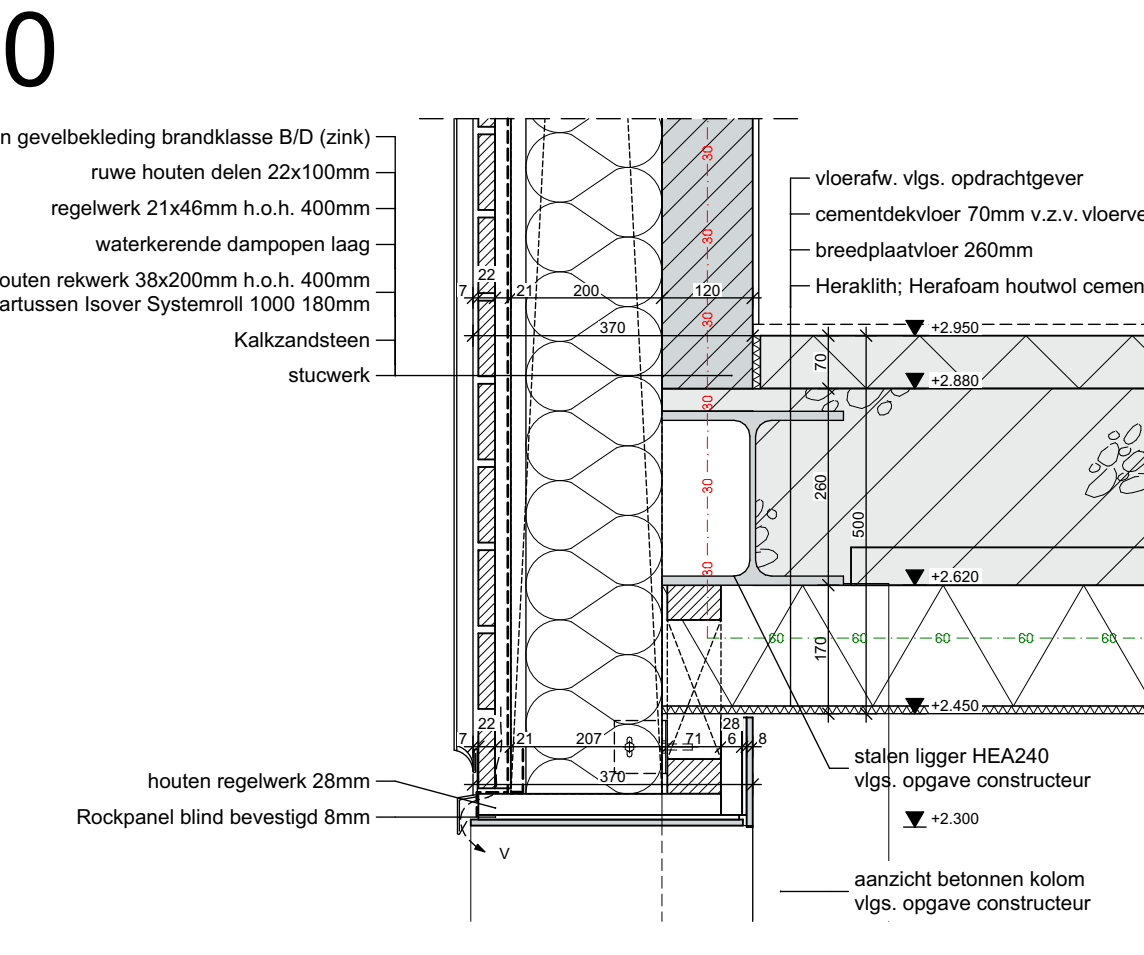 0
n gevelbekleding brandklasse B/D (zink)
ruwe houten delen 22x100mm
regelwerk 21x46mm h.o.h. 400mm
waterkerende dampopen laag
outen rekwerk 38x200mm h.o.h. 400mm
artussen Isover Systemroll 1000 180mm
Kalkzandsteen
stucwerk
vloerafw. vlgs. opdrachtgever
cementdekvloer 70mm v.z.v. vloerve
breedplaatvloer 260mm
Heraklith; Herafoam houtwol cemen
22
7 21 200 120
370
30
30
30
30
30
30
+2.950
70
+2.880
260
500
+2.620
60 60 60 60 60
170
+2.450
22 28
7 21 207 71 6 8
370
houten regelwerk 28mm
Rockpanel blind bevestigd 8mm
V
stalen ligger HEA240
vlgs. opgave constructeur
+2.300
aanzicht betonnen kolom
vlgs. opgave constructeur